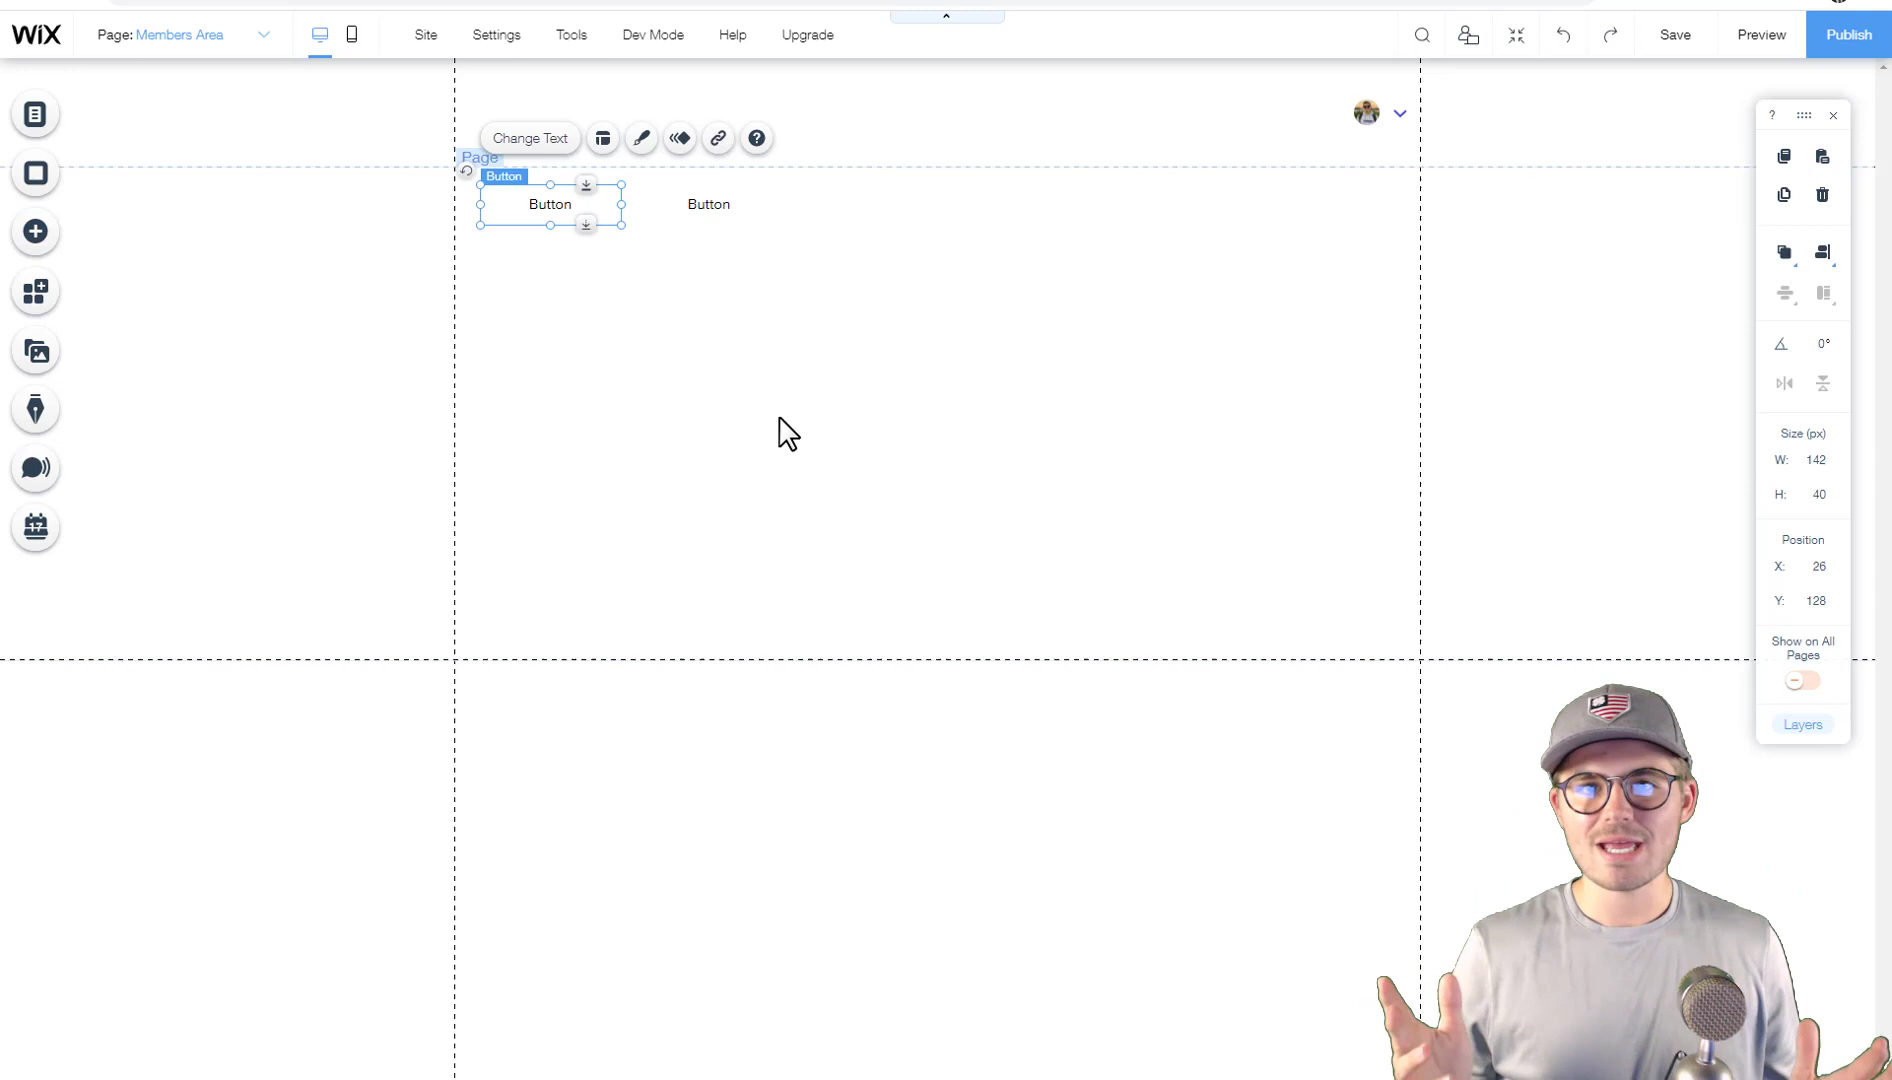 WiX
Page: Members Area
Site
Settings
Tools
Dev Mode
Help
Upgrade
Save
Preview
Publish
Change Text
?
Page
Button
Button
Button
17
?
0°
Size (px)
W: 142
H: 40
Position
X: 26
Y: 128
Show on All
Pages
Layers